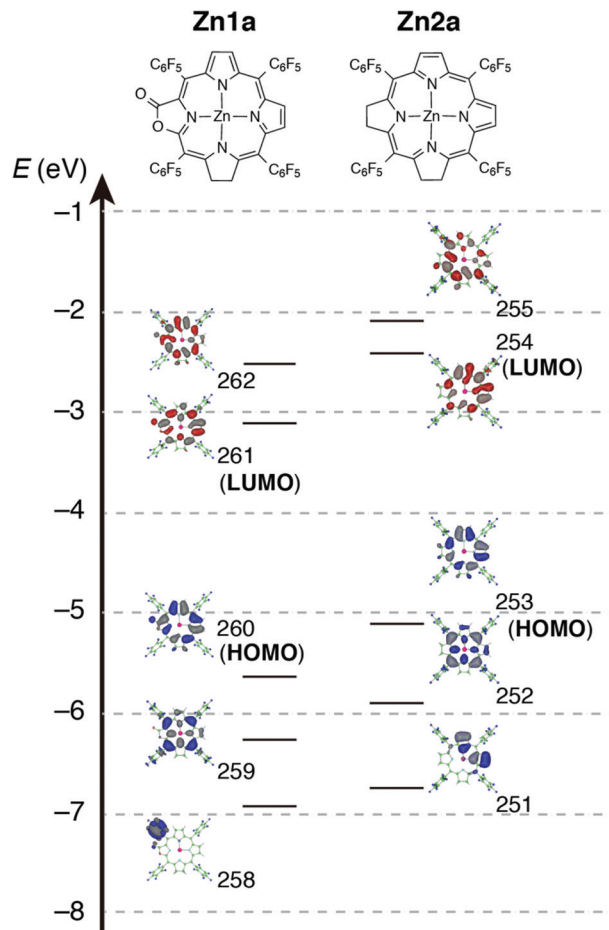 Zn1a Zn2a
C6F5 C6F5 C6F5 C6F5
O
O
N
N Zn N
N
N
N Zn N
N
C6F5 C6F5 C6F5 C6F5
E (eV)
–1
–2
–3
–4
–5
–6
–7
–8
262
261
(LUMO)
260
(HOMO)
259
258
255
254
(LUMO)
253
(HOMO)
252
251